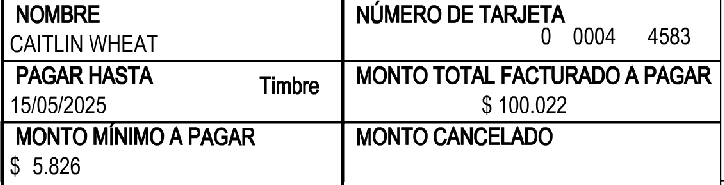 NOMBRE
CAITLIN WHEAT
NÚMERO DE TARJETA
0 0004 4583
PAGAR HASTA
15/05/2025
Timbre
MONTO TOTAL FACTURADO A PAGAR
$ 100.022
MONTO MÍNIMO A PAGAR
$ 5.826
MONTO CANCELADO